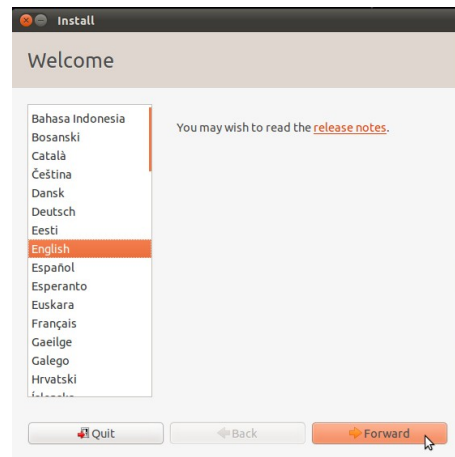 Install
Welcome
Bahasa Indonesia
Bosanski
Català
Čeština
Dansk
Deutsch
Eesti
English
Español
Esperanto
Euskara
Français
Gaeilge
Galego
Hrvatski
You may wish to read the release notes.
Quit
Back
Forward